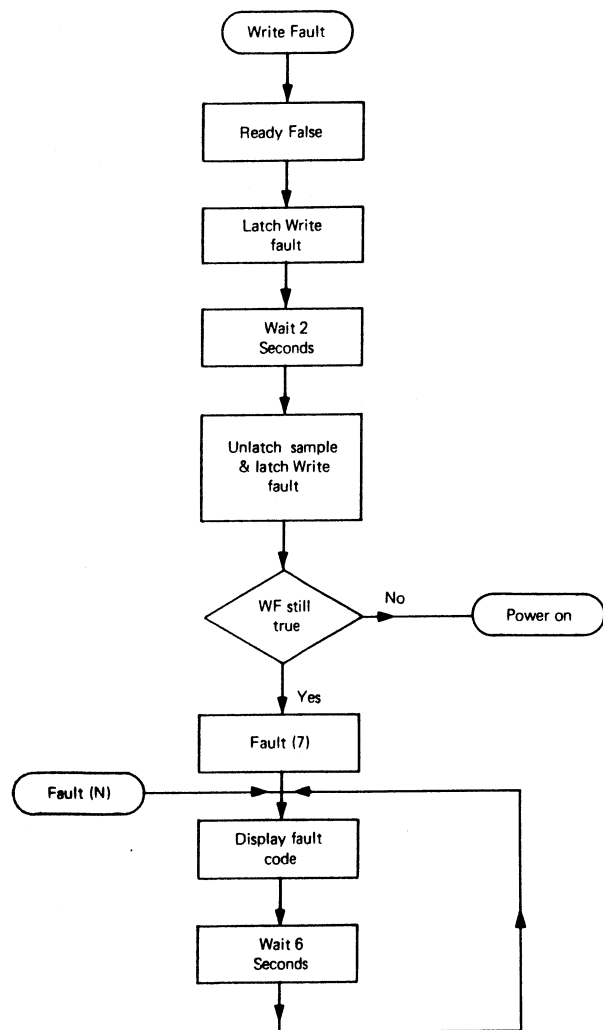 Write Fault
Ready False
Latch Write
fault
Wait 2
Seconds
Unlatch sample
& latch Write
fault
WF still
true
No
Power on
Yes
Fault (7)
Fault (N)
Display fault
code
Wait 6
Seconds